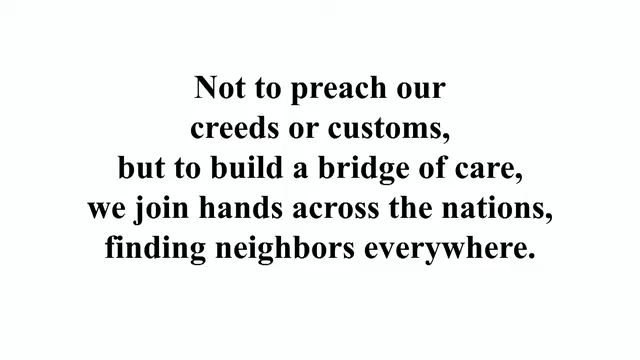 Not to preach our
creeds or customs,
but to build a bridge of care,
we join hands across the nations,
finding neighbors everywhere.